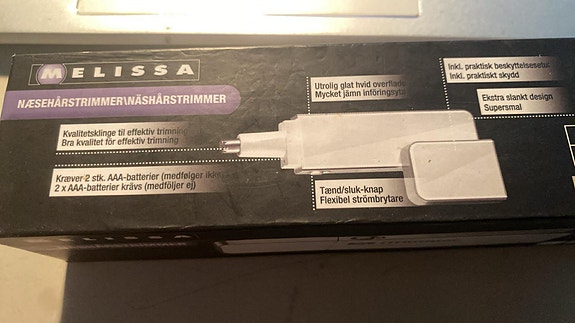 MELISSA
NÆSEHÅRSTRIMMER\NÄSHÅRSTRIMMER
Kvalitetsklinge til effektiv trimning
Bra kvalitet för effektiv trimning
Kræver 2 stk. AAA-batterier (medfølger ikke)
2 x AAA-batterier krävs (medföljer ej)
Utrolig glat hvid overflade
Mycket jämn införingsyta
Tænd/sluk-knap
Flexibel strömbrytare
Inkl. praktisk beskyttelsesetui
Inkl. praktiskt skydd
Ekstra slankt design
Supersmal